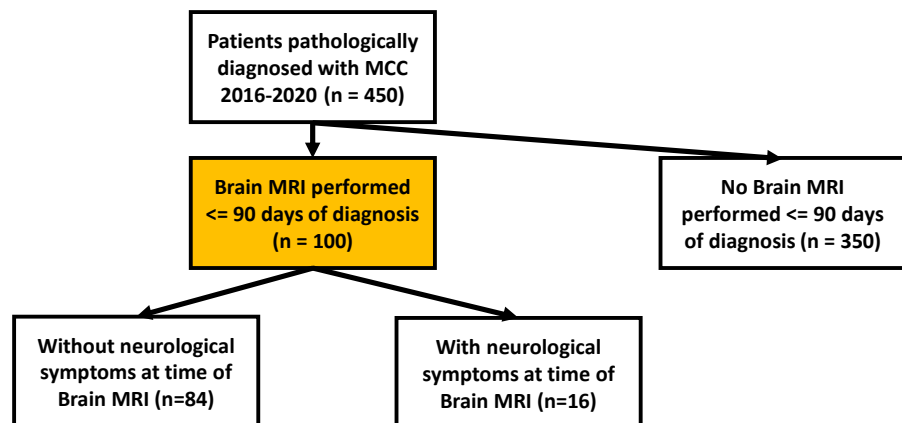 Patients pathologically
diagnosed with MCC
2016-2020 (n = 450)
Brain MRI performed
<= 90 days of diagnosis
(n = 100)
No Brain MRI
performed <= 90 days
of diagnosis (n = 350)
Without neurological
symptoms at time of
Brain MRI (n=84)
With neurological
symptoms at time of
Brain MRI (n=16)